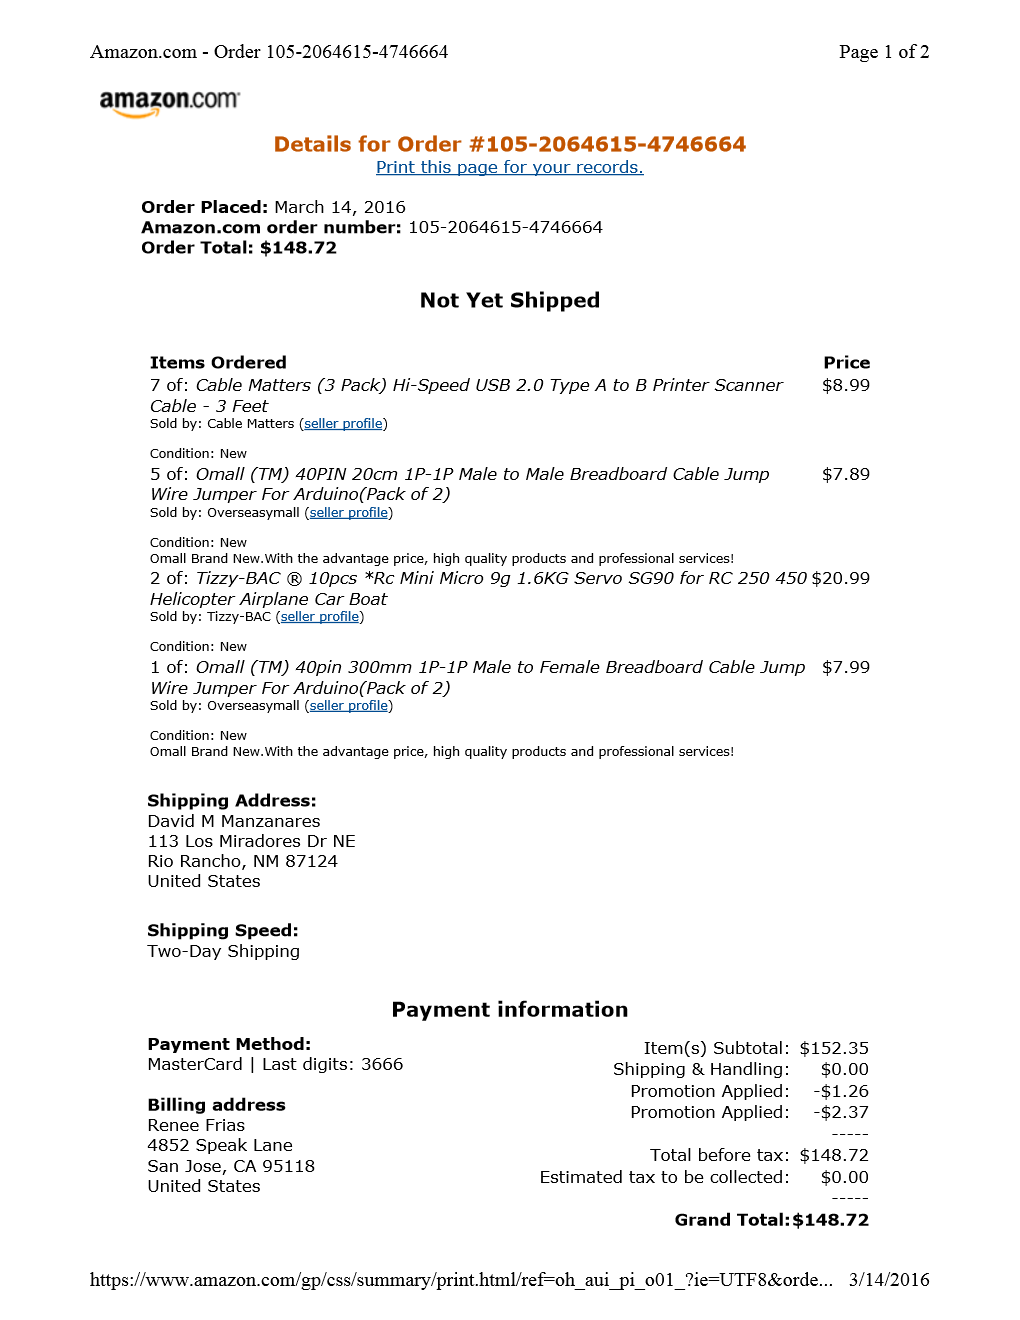 Amazon.com - Order 105-2064615-4746664 Page 1 of 2
amazon.com
Details for Order #105-2064615-4746664
Print this page for your records.
Order Placed: March 14, 2016
Amazon.com order number: 105-2064615-4746664
Order Total: $148.72
Not Yet Shipped
Items Ordered Price
7 of: Cable Matters (3 Pack) Hi-Speed USB 2.0 Type A to B Printer Scanner $8.99
Cable - 3 Feet
Sold by: Cable Matters (seller profile)
Condition: New
5 of: Omall (TM) 40PIN 20cm 1P-1P Male to Male Breadboard Cable Jump $7.89
Wire Jumper For Arduino(Pack of 2)
Sold by: Overseasymall (seller profile)
Condition: New
Omall Brand New.With the advantage price, high quality products and professional services!
2 of: Tizzy-BAC ® 10pcs *Rc Mini Micro 9g 1.6KG Servo SG90 for RC 250 450 $20.99
Helicopter Airplane Car Boat
Sold by: Tizzy-BAC (seller profile)
Condition: New
1 of: Omall (TM) 40pin 300mm 1P-1P Male to Female Breadboard Cable Jump $7.99
Wire Jumper For Arduino(Pack of 2)
Sold by: Overseasymall (seller profile)
Condition: New
Omall Brand New.With the advantage price, high quality products and professional services!
Shipping Address:
David M Manzanares
113 Los Miradores Dr NE
Rio Rancho, NM 87124
United States
Shipping Speed:
Two-Day Shipping
Payment information
Payment Method:
MasterCard | Last digits: 3666
Billing address
Renee Frias
4852 Speak Lane
San Jose, CA 95118
United States
Item(s) Subtotal: $152.35
Shipping & Handling: $0.00
Promotion Applied: -$1.26
Promotion Applied: -$2.37
-----
Total before tax: $148.72
Estimated tax to be collected: $0.00
-----
Grand Total: $148.72
https://www.amazon.com/gp/css/summary/print.html/ref=oh_aui_pi_o01_?ie=UTF8&orde... 3/14/2016